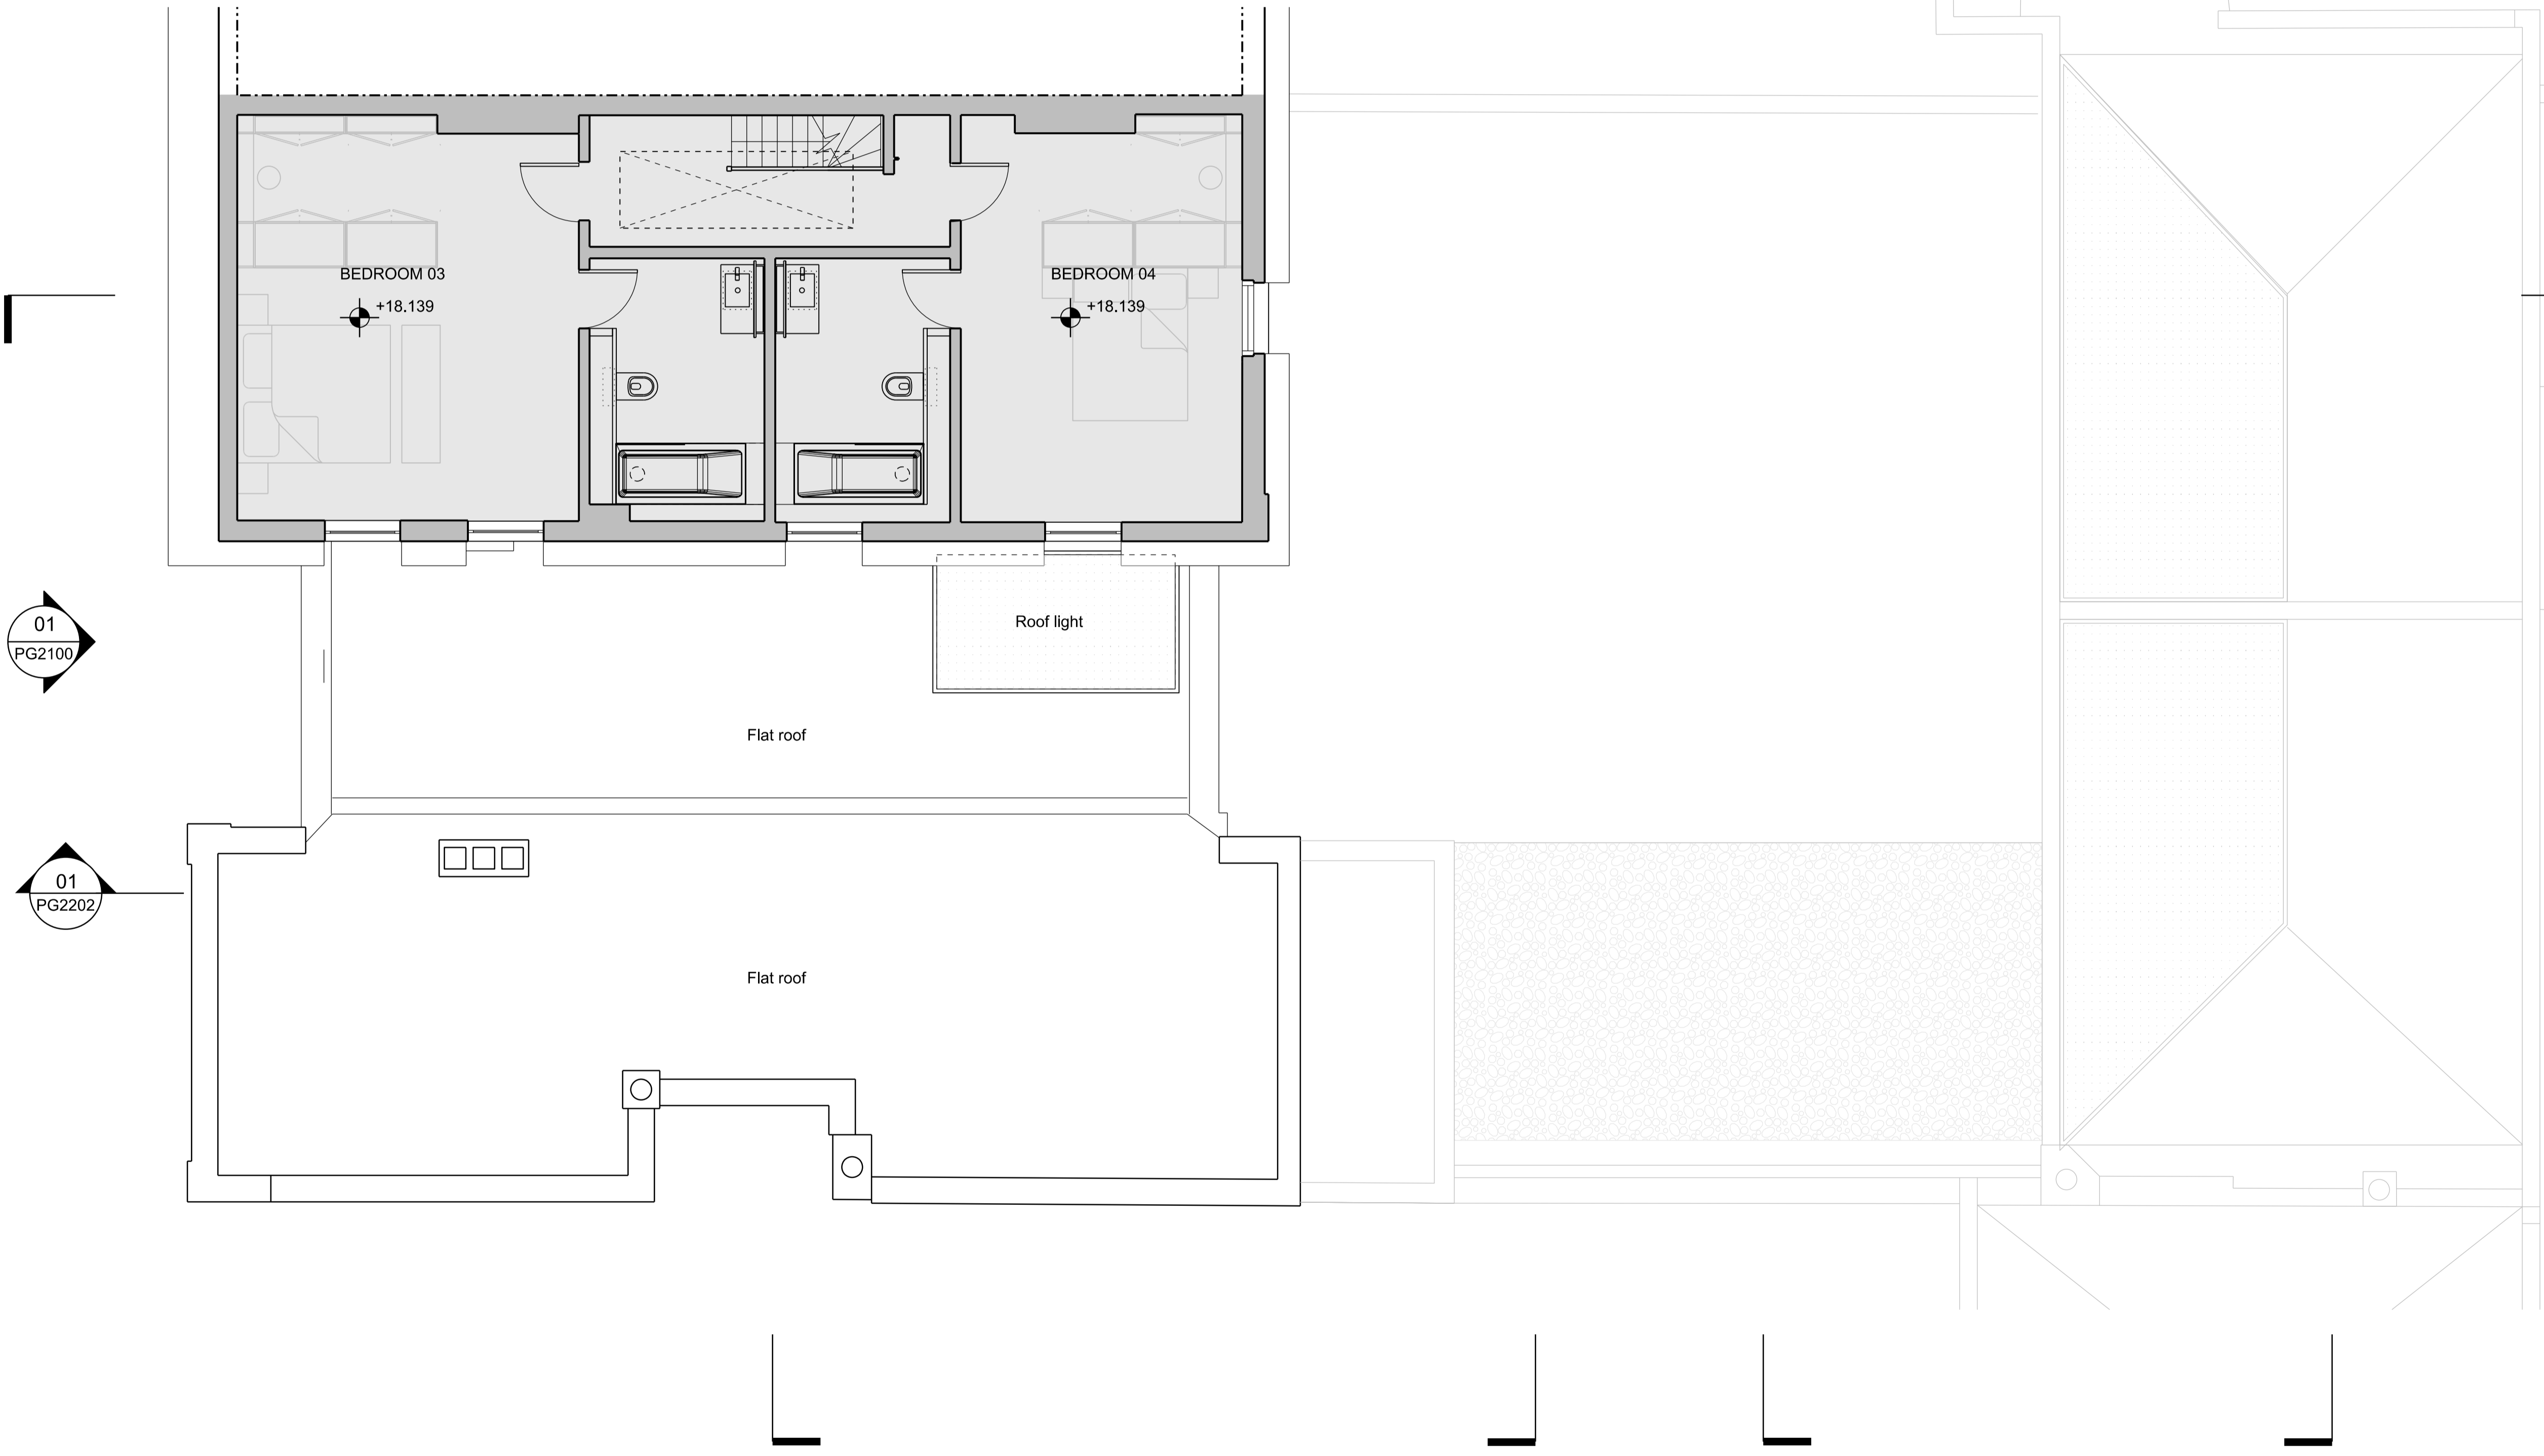 BEDROOM 03
BEDROOM 04
+18.139
+18.139
01
PG2100
Roof light
Flat roof
01
PG2202
Flat roof